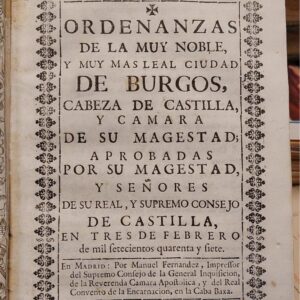 ORDENANZAS
DE LA MUY NOBLE,
Y MUY MAS LEAL CIUDAD
DE BURGOS,
CABEZA DE CASTILLA,
Y CAMARA
DE SU MAGESTAD;
APROBADAS
POR SU MAGESTAD,
Y SEÑORES
DE SU REAL, Y SUPREMO CONSEJO
DE CASTILLA,
EN TRES DE FEBRERO
de mil setecientos quarenta y siete.
En MADRID: Por Manuel Fernandez, Impressor
del Supremo Consejo de la General Inquisicion,
de la Reverenda Camara Apostolica, y del Real
Convento de la Encarnacion, en la Caba Baxa.